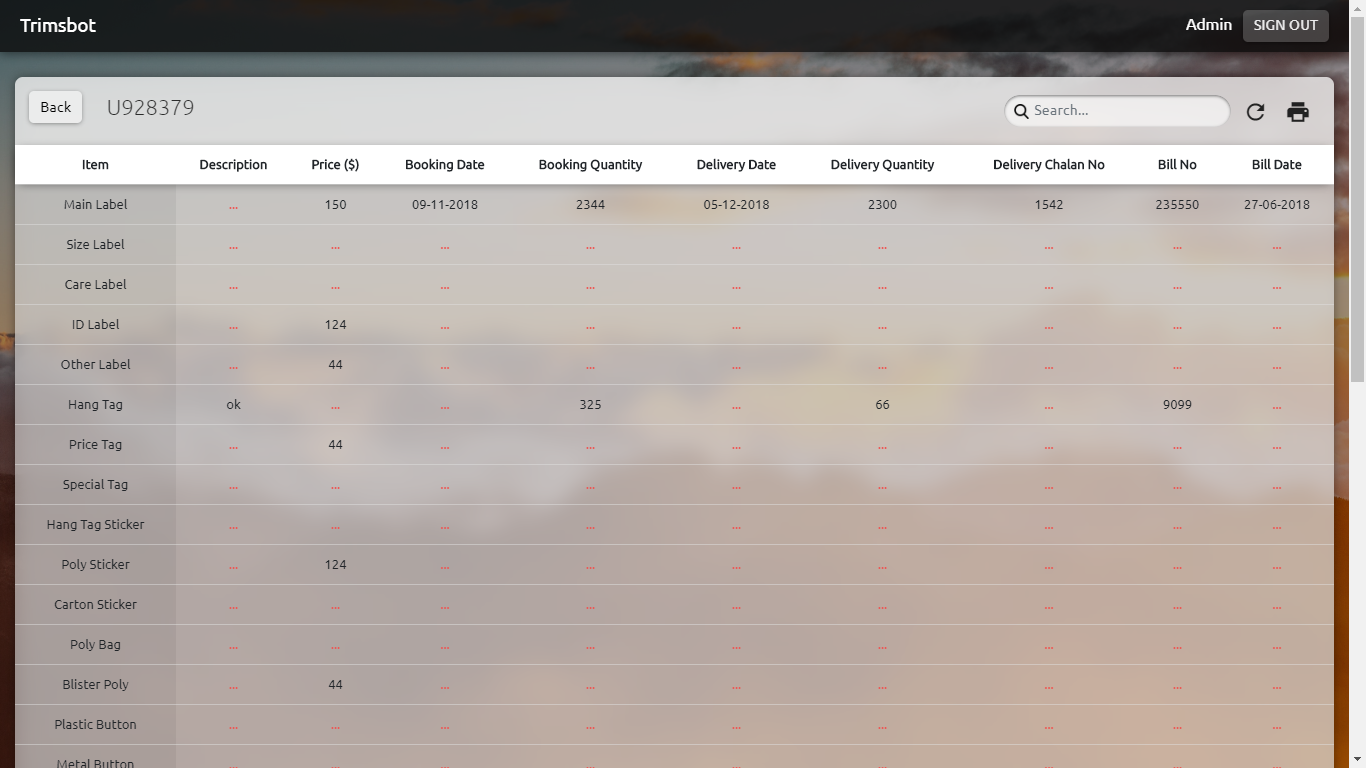 Trimsbot Admin SIGN OUT
Back U928379 Search...
Item Description Price ($) Booking Date Booking Quantity Delivery Date Delivery Quantity Delivery Chalan No Bill No Bill Date
Main Label ... 150 09-11-2018 2344 05-12-2018 2300 1542 235550 27-06-2018
Size Label ... ... ... ... ... ... ... ... ...
Care Label ... ... ... ... ... ... ... ... ...
ID Label ... 124 ... ... ... ... ... ... ...
Other Label ... 44 ... ... ... ... ... ... ...
Hang Tag ok ... ... 325 ... 66 ... 9099 ...
Price Tag ... 44 ... ... ... ... ... ... ...
Special Tag ... ... ... ... ... ... ... ... ...
Hang Tag Sticker ... ... ... ... ... ... ... ... ...
Poly Sticker ... 124 ... ... ... ... ... ... ...
Carton Sticker ... ... ... ... ... ... ... ... ...
Poly Bag ... ... ... ... ... ... ... ... ...
Blister Poly ... 44 ... ... ... ... ... ... ...
Plastic Button ... ... ... ... ... ... ... ... ...
Metal Button ... ... ... ... ... ... ... ... ...